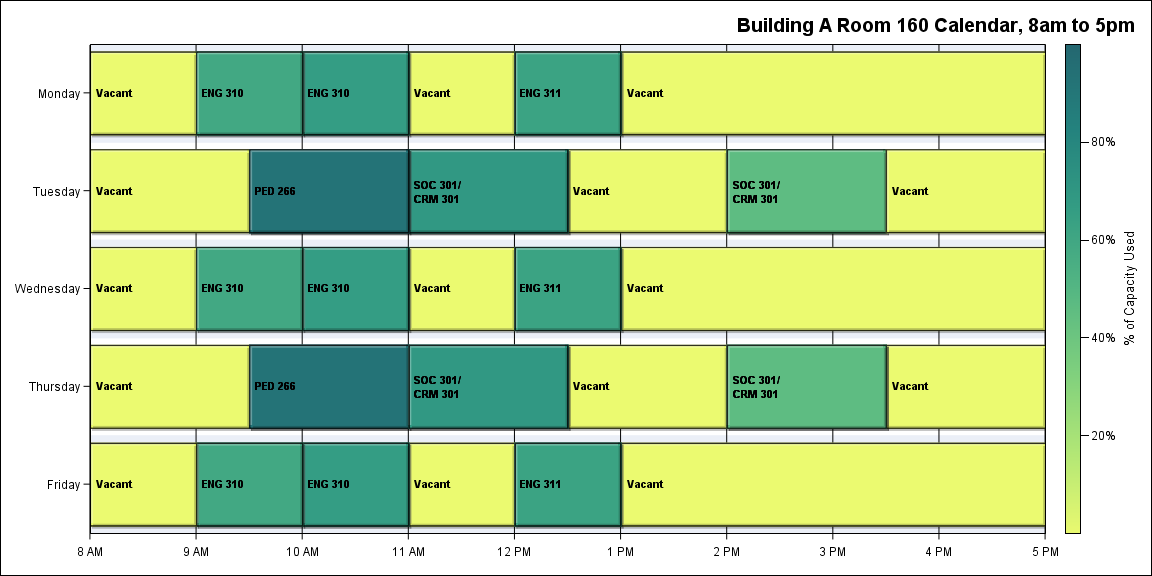 Building A Room 160 Calendar, 8am to 5pm
Monday
Vacant
ENG 310
ENG 310
Vacant
ENG 311
Vacant
Tuesday
Vacant
PED 266
SOC 301/
CRM 301
Vacant
SOC 301/
CRM 301
Vacant
Wednesday
Vacant
ENG 310
ENG 310
Vacant
ENG 311
Vacant
Thursday
Vacant
PED 266
SOC 301/
CRM 301
Vacant
SOC 301/
CRM 301
Vacant
Friday
Vacant
ENG 310
ENG 310
Vacant
ENG 311
Vacant
8 AM
9 AM
10 AM
11 AM
12 PM
1 PM
2 PM
3 PM
4 PM
5 PM
80%
60%
40%
20%
% of Capacity Used